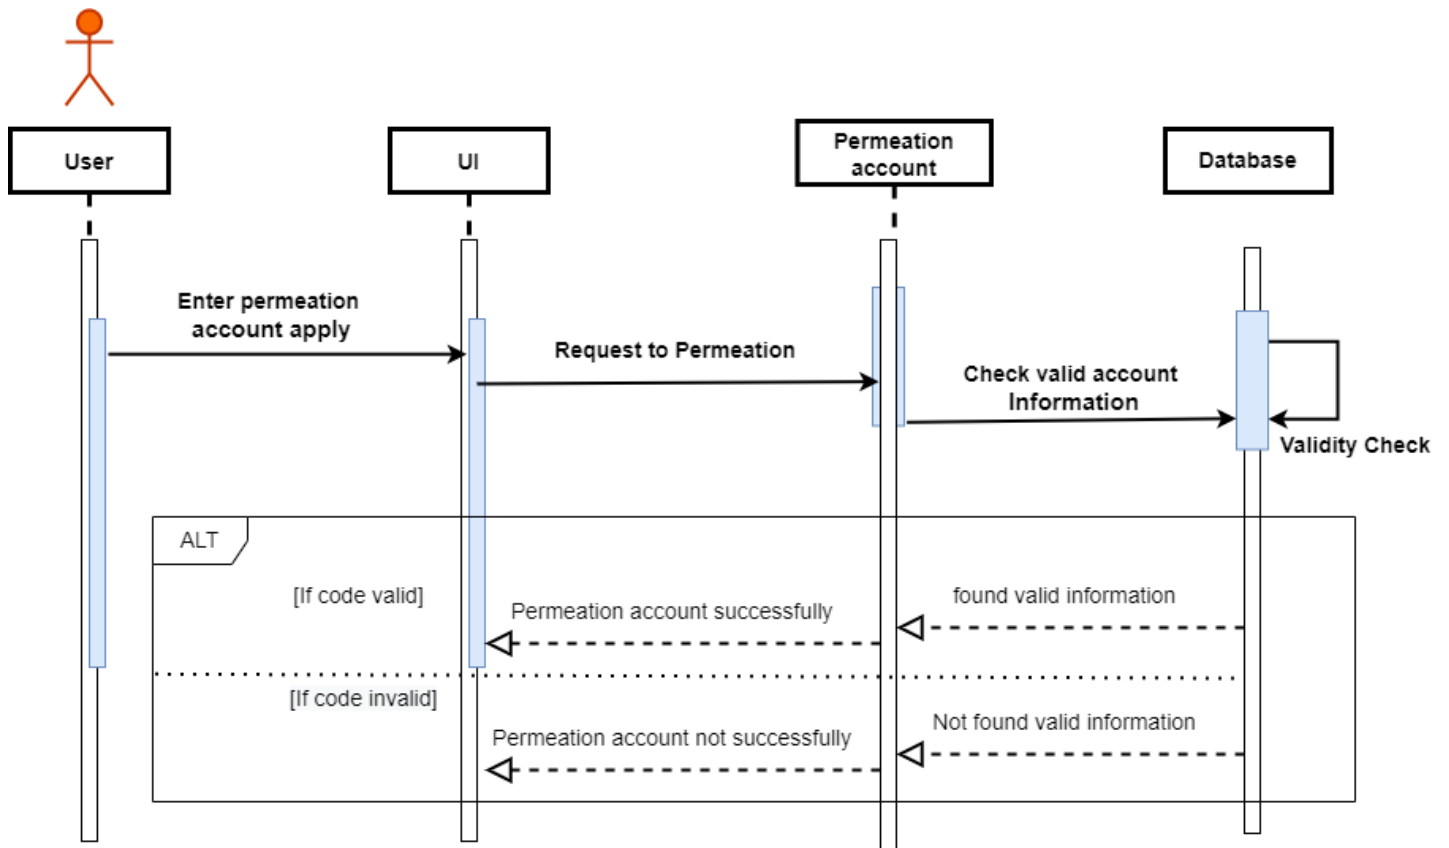 User
UI
Permeation
account
Database
Enter permeation
account apply
Request to Permeation
Check valid account
Information
Validity Check
ALT
[If code valid]
Permeation account successfully
found valid information
[If code invalid]
Permeation account not successfully
Not found valid information